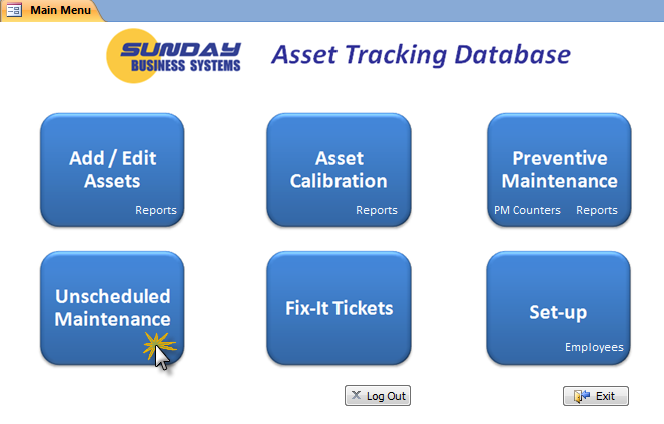 Main Menu
SUNDAY
BUSINESS SYSTEMS
Asset Tracking Database
Add / Edit
Assets
Reports
Asset
Calibration
Reports
Preventive
Maintenance
PM Counters Reports
Unscheduled
Maintenance
Fix-It Tickets
Set-up
Employees
Log Out
Exit